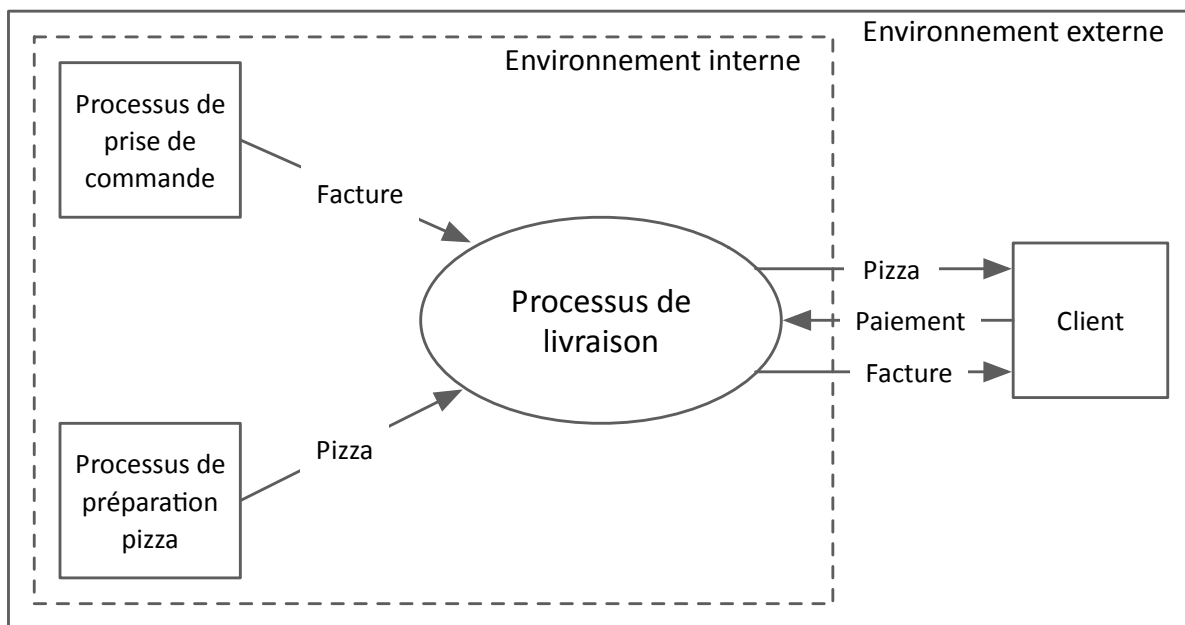 Environnement externe
Environnement interne
Processus de
prise de
commande
Facture
Processus de
livraison
Pizza
Paiement
Facture
Client
Pizza
Processus de
préparation
pizza